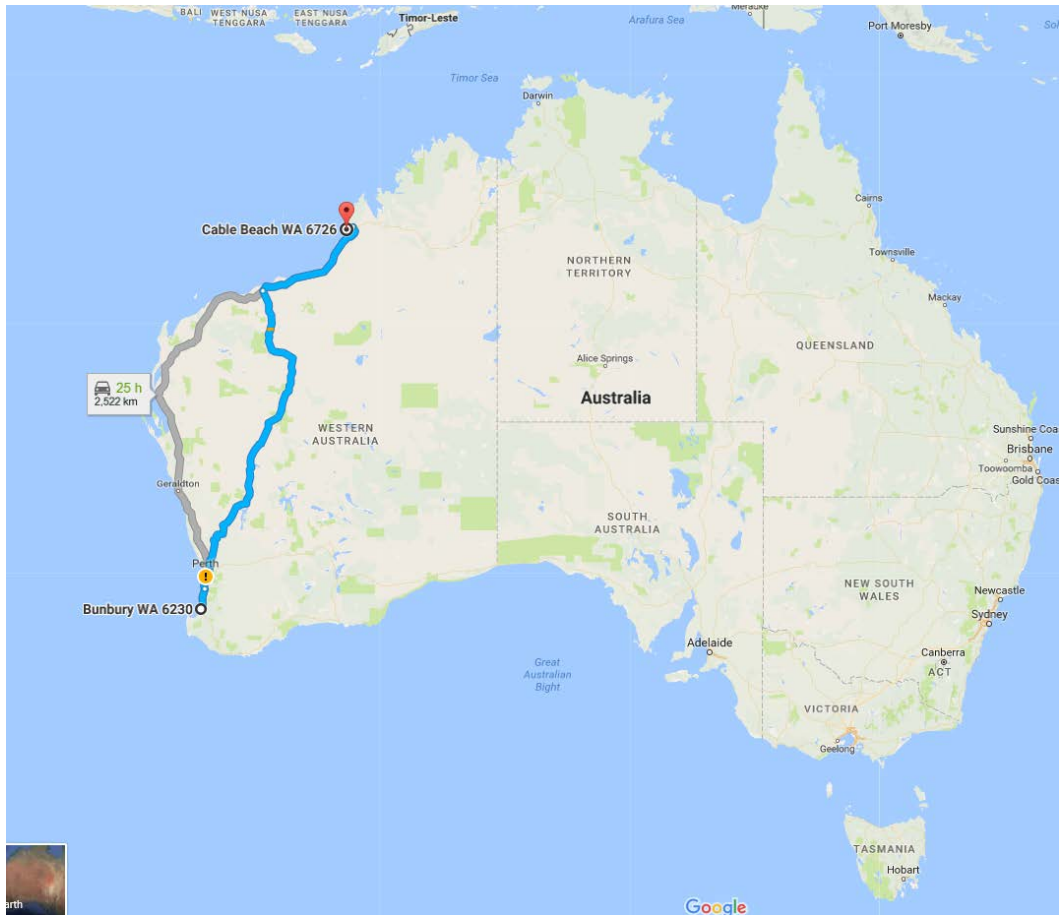 BALI
WEST NUSA
TENGGARA
EAST NUSA
TENGGARA
Timor-Leste
Arafura Sea
Merauke
Port Moresby
Sol
Timor Sea
Darwin
Cairns
Cable Beach WA 6726
Townsville
NORTHERN
TERRITORY
Mackay
QUEENSLAND
Alice Springs
25 h
2,522 km
Australia
WESTERN
AUSTRALIA
Sunshine Coa
Brisbane
Toowoomba
Gold Coas
Geraldton
SOUTH
AUSTRALIA
Perth
!
NEW SOUTH
WALES
Newcastle
Sydney
Bunbury WA 6230
Adelaide
Canberra
ACT
Great
Australian
Bight
VICTORIA
Geelong
TASMANIA
Hobart
arth
Google